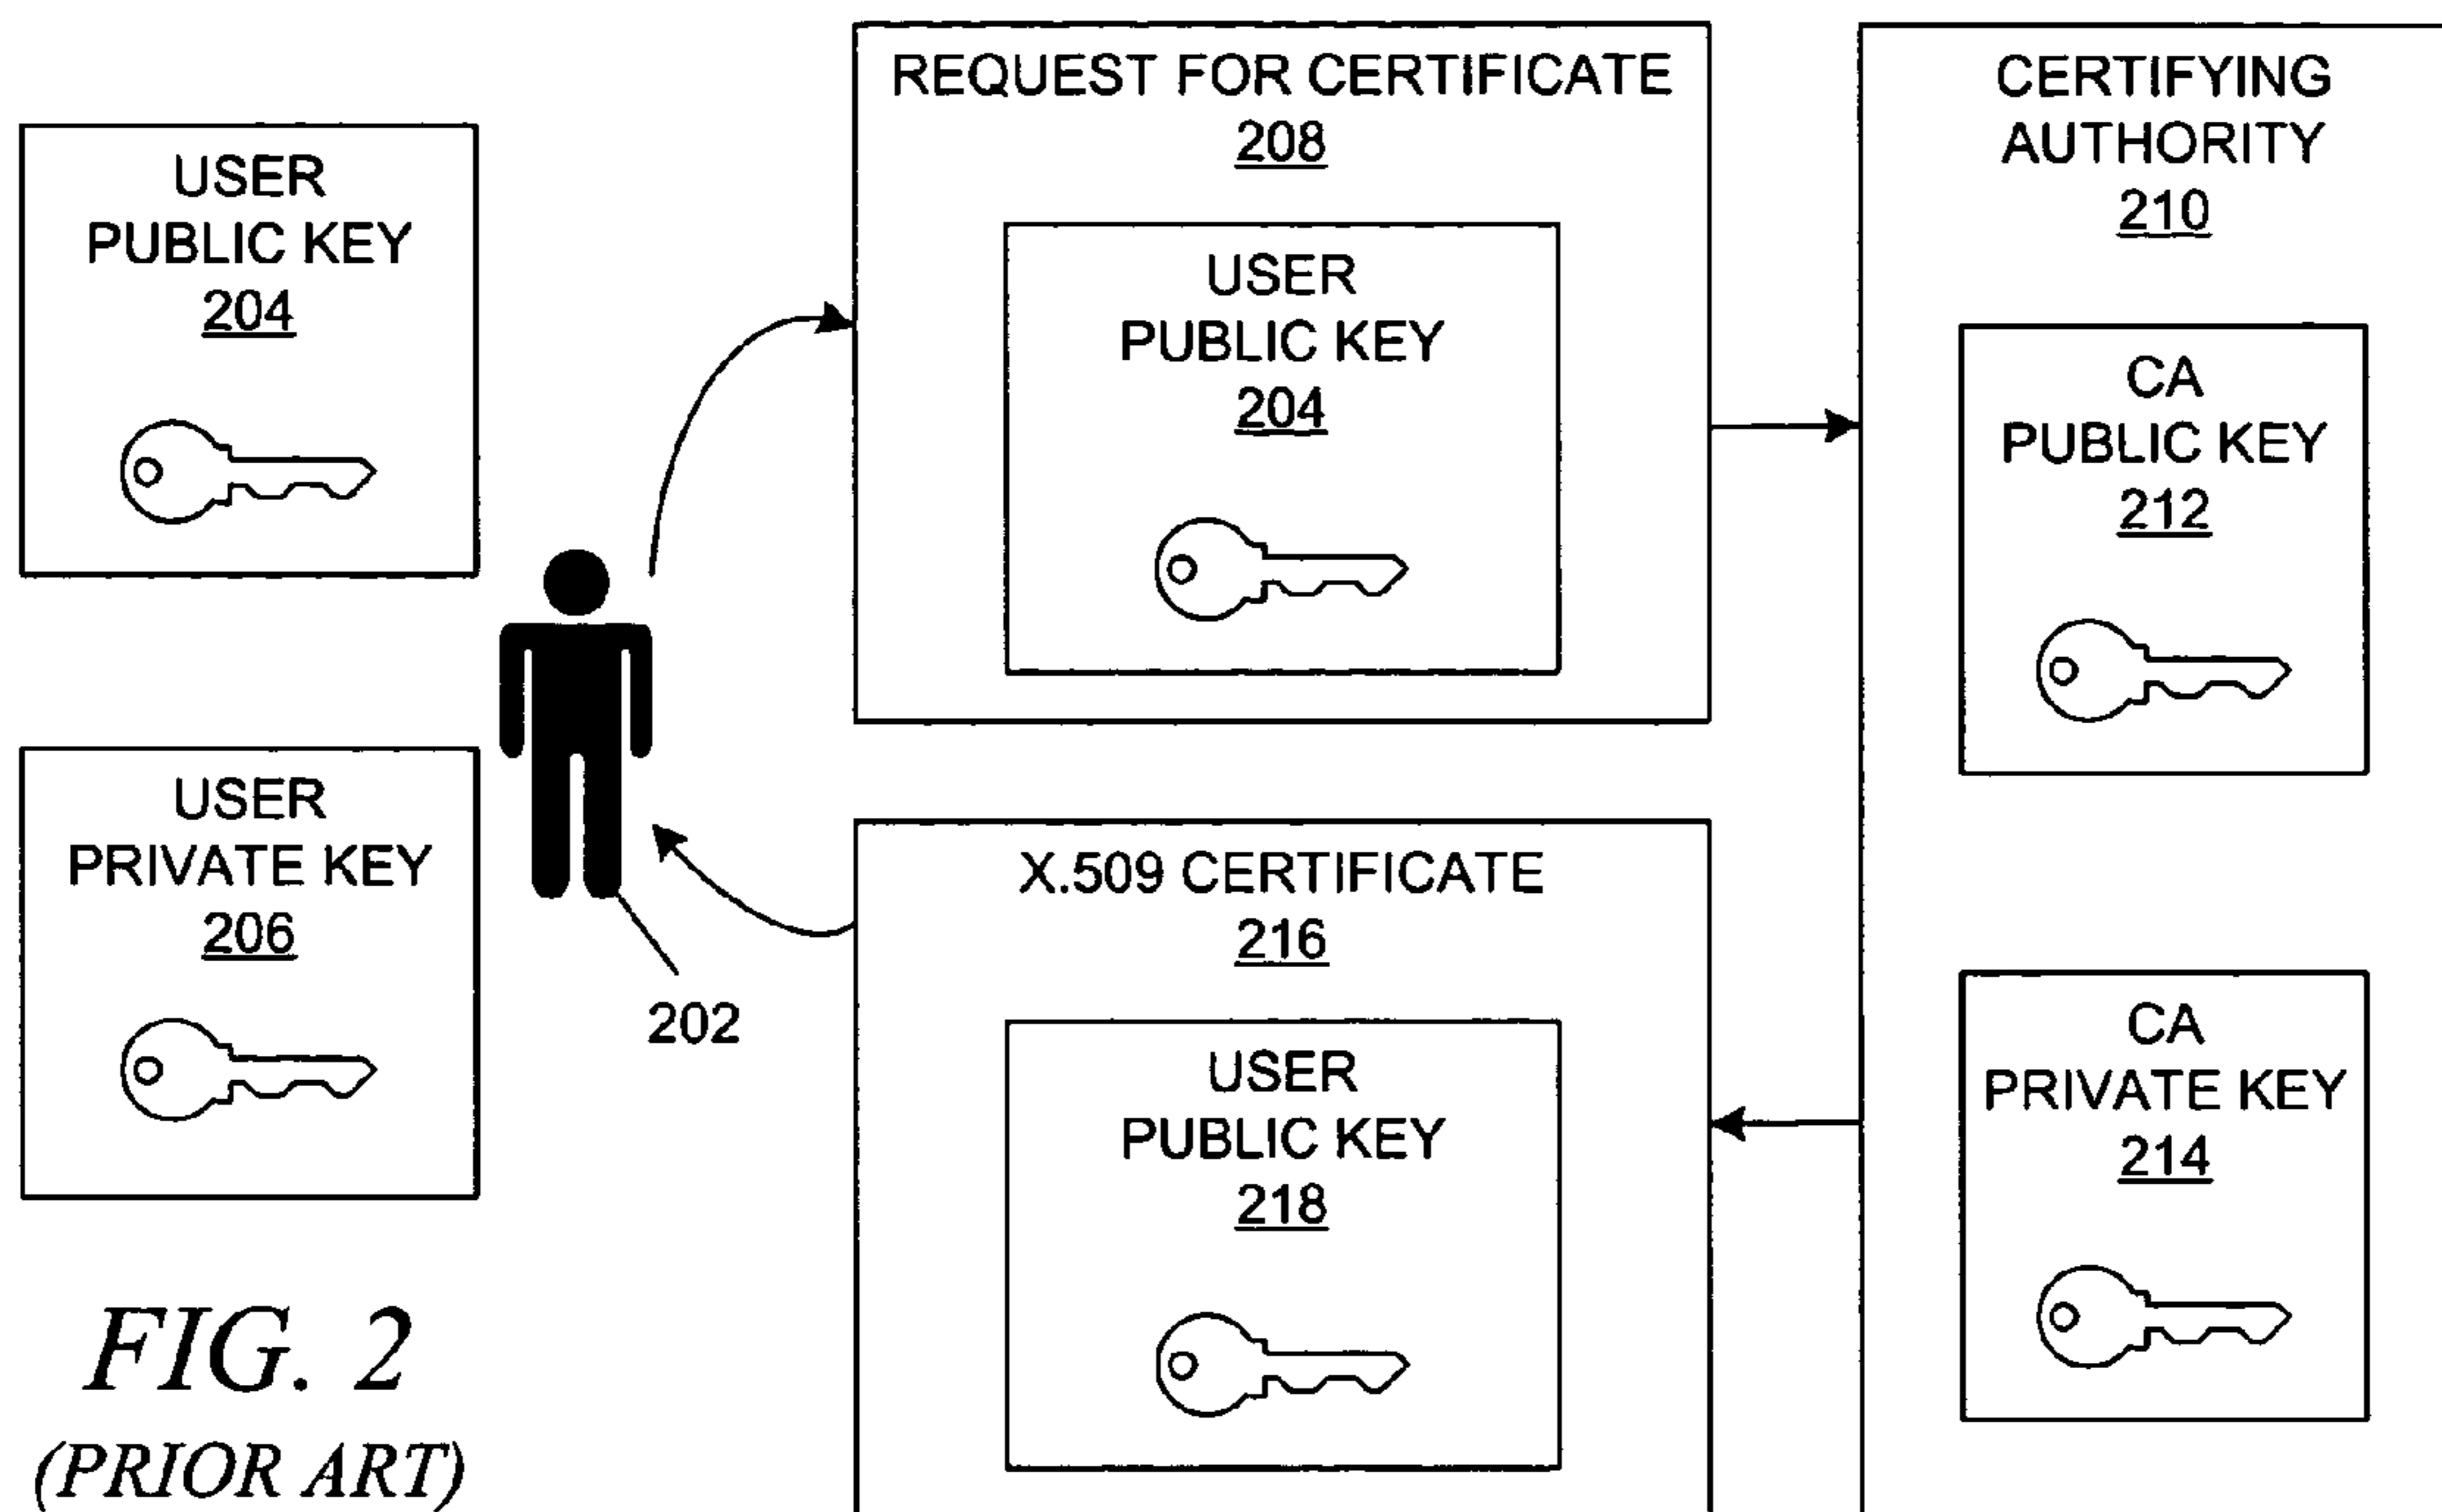 USER
PUBLIC KEY
204
USER
PRIVATE KEY
206
202
REQUEST FOR CERTIFICATE
208
USER
PUBLIC KEY
204
X.509 CERTIFICATE
216
USER
PUBLIC KEY
218
CERTIFYING
AUTHORITY
210
CA
PUBLIC KEY
212
CA
PRIVATE KEY
214
FIG. 2
(PRIOR ART)